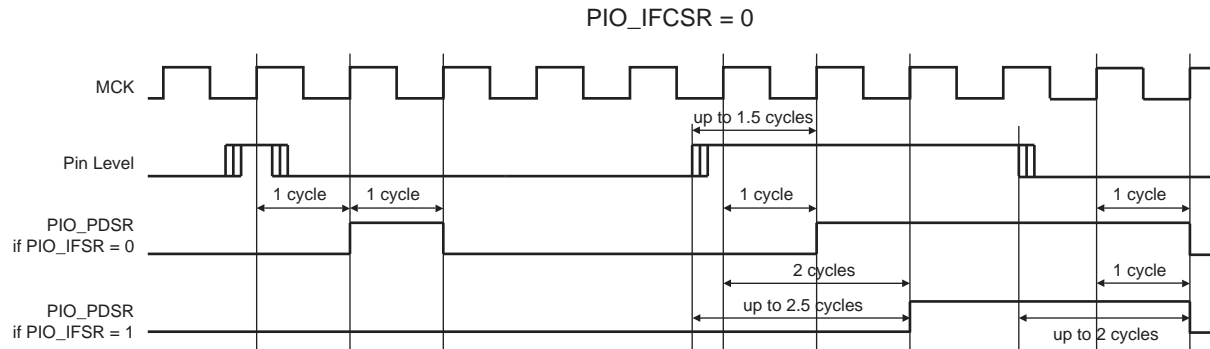 PIO_IFCSR = 0
MCK
up to 1.5 cycles
Pin Level
1 cycle
1 cycle
1 cycle
1 cycle
PIO_PDSR
if PIO_IFSR = 0
2 cycles
1 cycle
PIO_PDSR
if PIO_IFSR = 1
up to 2.5 cycles
up to 2 cycles